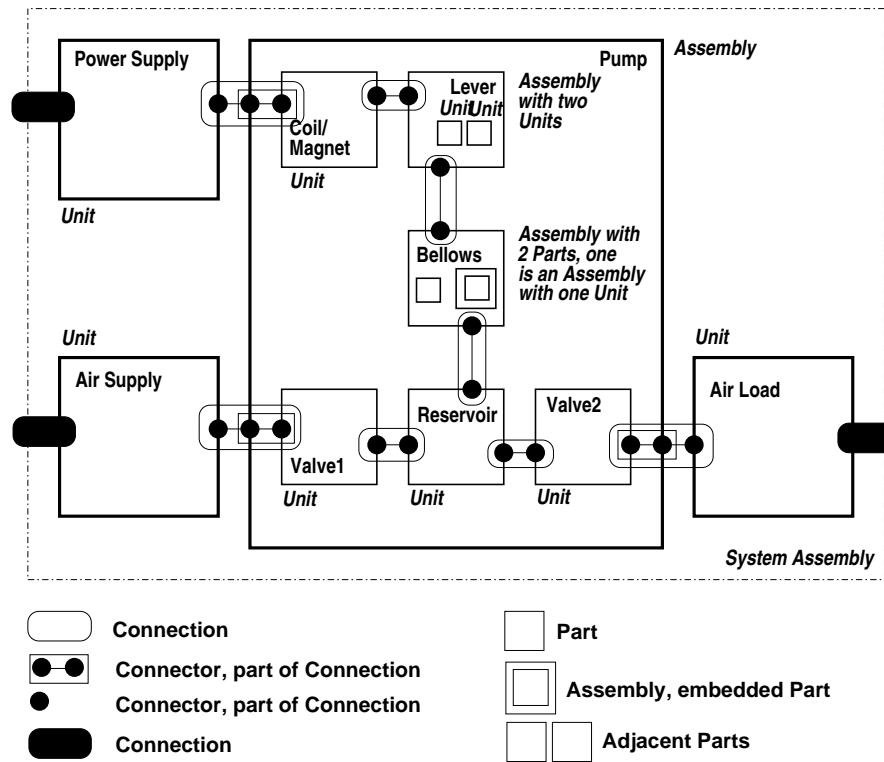 Power Supply
Pump
Assembly
Lever
Unit Unit
Assembly
with two
Units
Coil/
Magnet
Unit
Unit
Bellows
Assembly with
2 Parts, one
is an Assembly
with one Unit
Unit
Air Supply
Unit
Air Load
Reservoir
Valve2
Valve1
Unit
Unit
Unit
System Assembly
Connection
Part
Connector, part of Connection
Assembly, embedded Part
Connector, part of Connection
Connection
Adjacent Parts